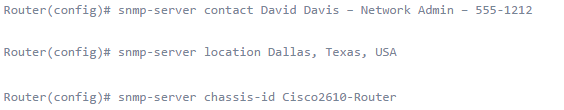 Router(config)# snmp-server contact David Davis – Network Admin – 555-1212
Router(config)# snmp-server location Dallas, Texas, USA
Router(config)# snmp-server chassis-id Cisco2610-Router